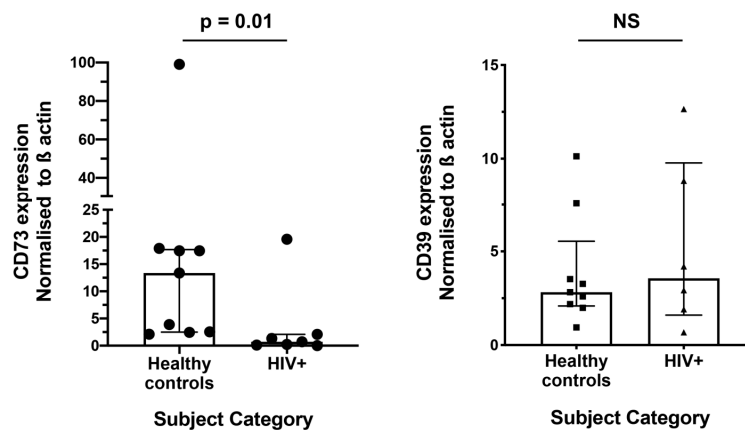 p = 0.01
CD73 expression
Normalised to ß actin
100
80
60
40
25
20
15
10
5
0
Healthy
controls
HIV+
Subject Category
NS
CD39 expression
Normalised to ß actin
15
10
5
0
Healthy
controls
HIV+
Subject Category